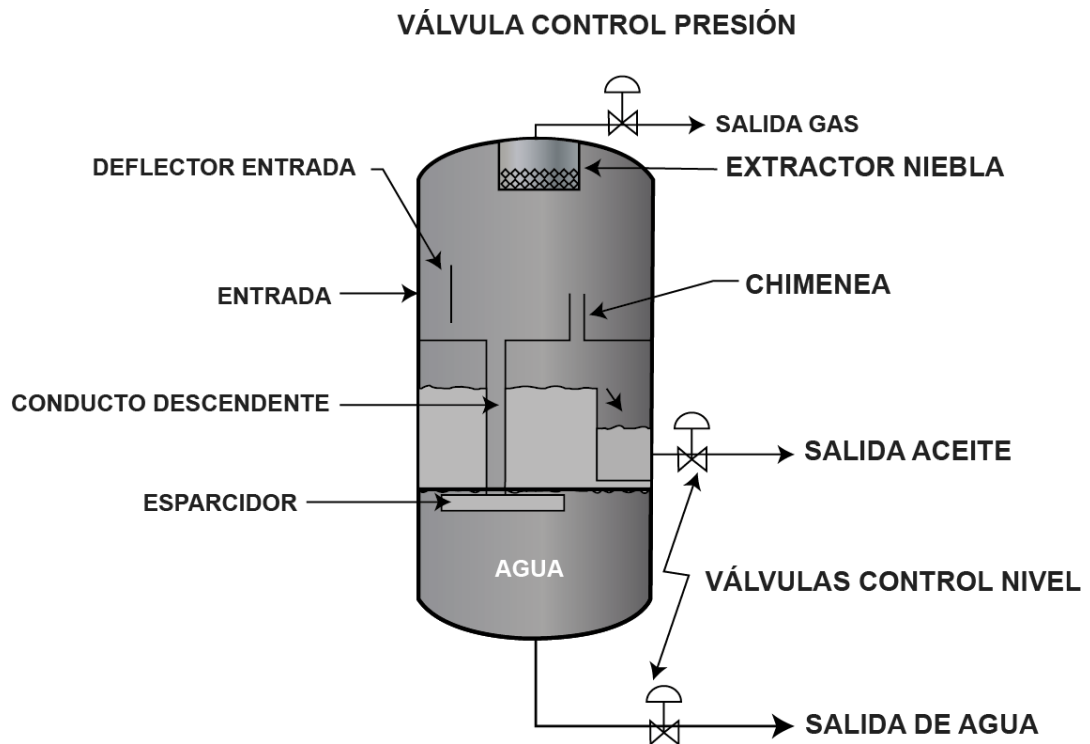 VÁLVULA CONTROL PRESIÓN
SALIDA GAS
DEFLECTOR ENTRADA
EXTRACTOR NIEBLA
ENTRADA
CHIMENEA
CONDUCTO DESCENDENTE
SALIDA ACEITE
ESPARCIDOR
AGUA
VÁLVULAS CONTROL NIVEL
SALIDA DE AGUA